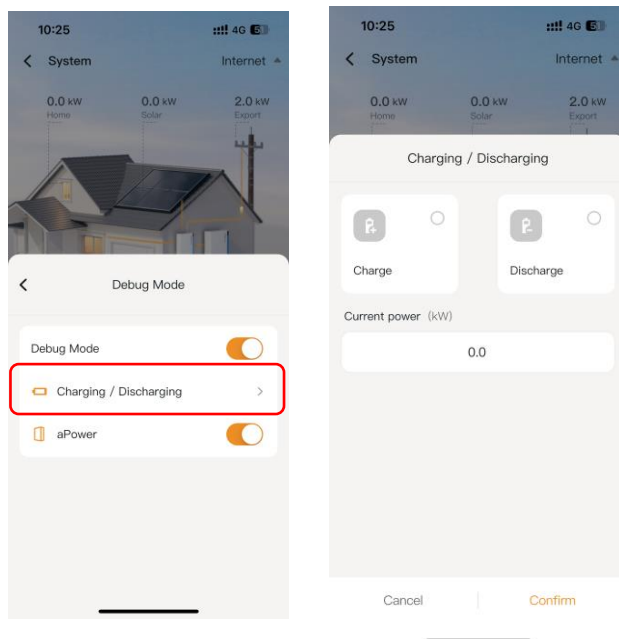 10:25
4G 5
System
Internet
0.0 kW
0.0 kW
2.0 kW
Home
Solar
Export
Debug Mode
Debug Mode
Charging / Discharging
aPower
10:25
4G 5
System
Internet
0.0 kW
0.0 kW
2.0 kW
Home
Solar
Export
Charging / Discharging
Charge
Discharge
Current power (kW)
0.0
Cancel
Confirm